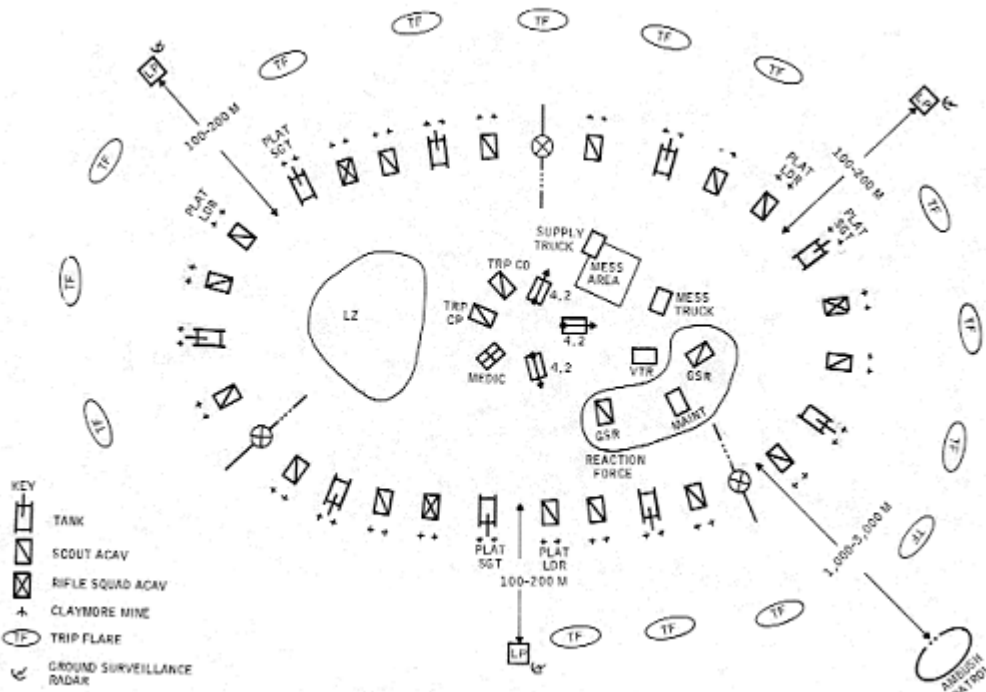 TF
TF
TF
TF
TF
LP
LP
100-200 M
100-200 M
TF
TF
PLAT
SGT
PLAT
LDR
PLAT
LDR
PLAT
SGT
SUPPLY
TRUCK
MESS
AREA
TRP CO
4.2
MESS
TRUCK
TF
LZ
TRP
CP
4.2
TF
MEDIC
4.2
VTR
GSR
MAINT
GSR
REACTION
FORCE
TF
TF
KEY
TANK
SCOUT ACAV
RIFLE SQUAD ACAV
CLAYMORE MINE
TF TRIP FLARE
GROUND SURVEILLANCE
RADAR
PLAT
SGT
PLAT
LDR
100-200 M
LP
TF
TF
TF
TF
1,000-3,000 M
AMBUSH
ATROL